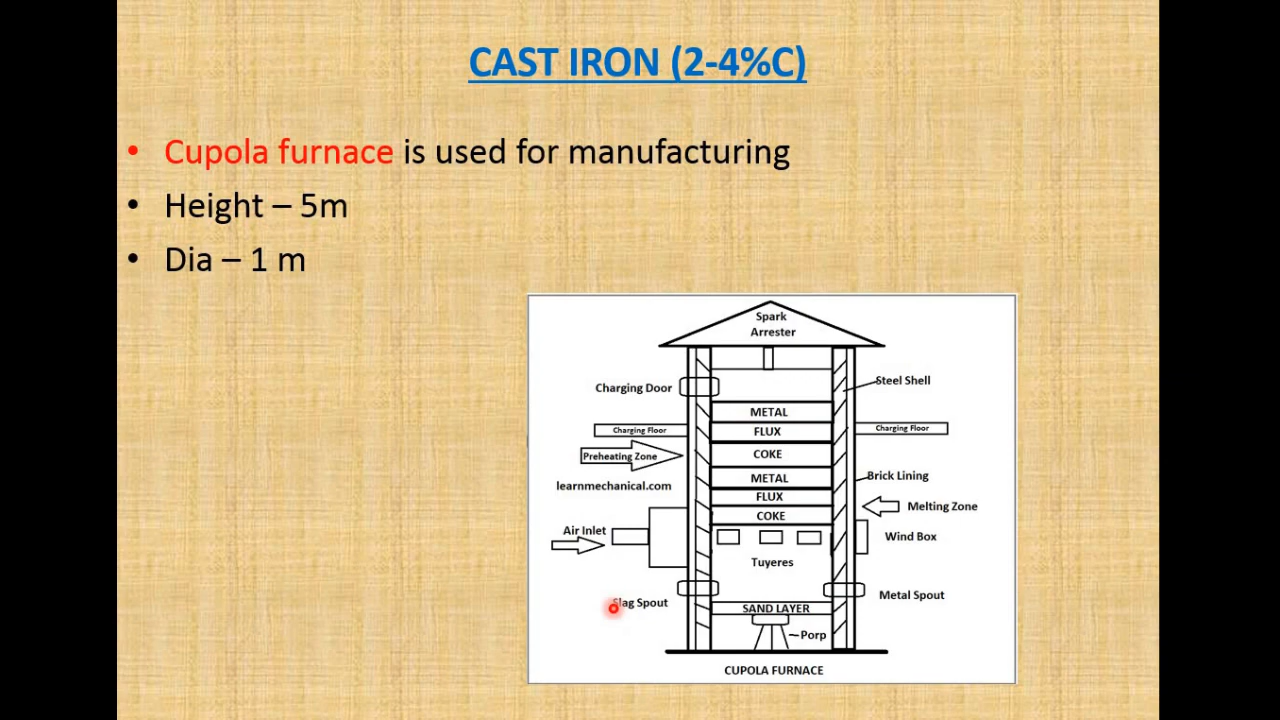 CAST IRON (2-4%C)
• Cupola furnace is used for manufacturing
• Height – 5m
• Dia – 1 m
Spark
Arrester
Charging Door
Steel Shell
METAL
Charging Floor
FLUX
Charging Floor
Preheating Zone
COKE
METAL
Brick Lining
learnmechanical.com
FLUX
Melting Zone
COKE
Air Inlet
Wind Box
Tuyeres
Slag Spout
SAND LAYER
Metal Spout
Porp
CUPOLA FURNACE